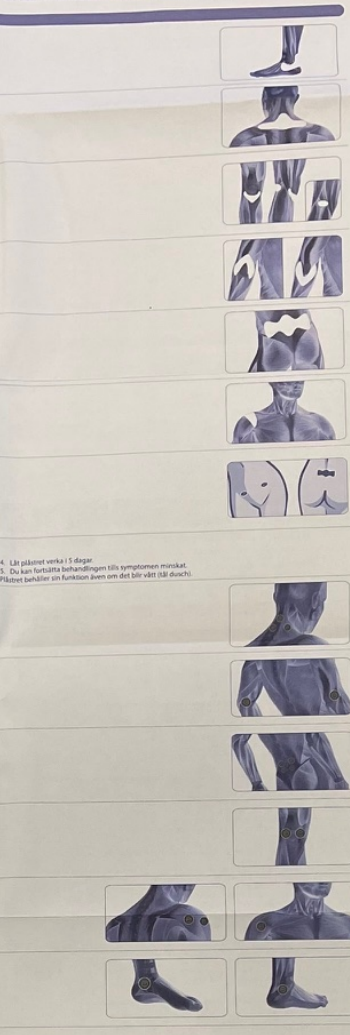 4. Låt plåstret verka i 5 dagar.
5. Du kan fortsätta behandlingen tills symptomen minskat.
Plåstret behåller sin funktion även om det blir vått (tål dusch).